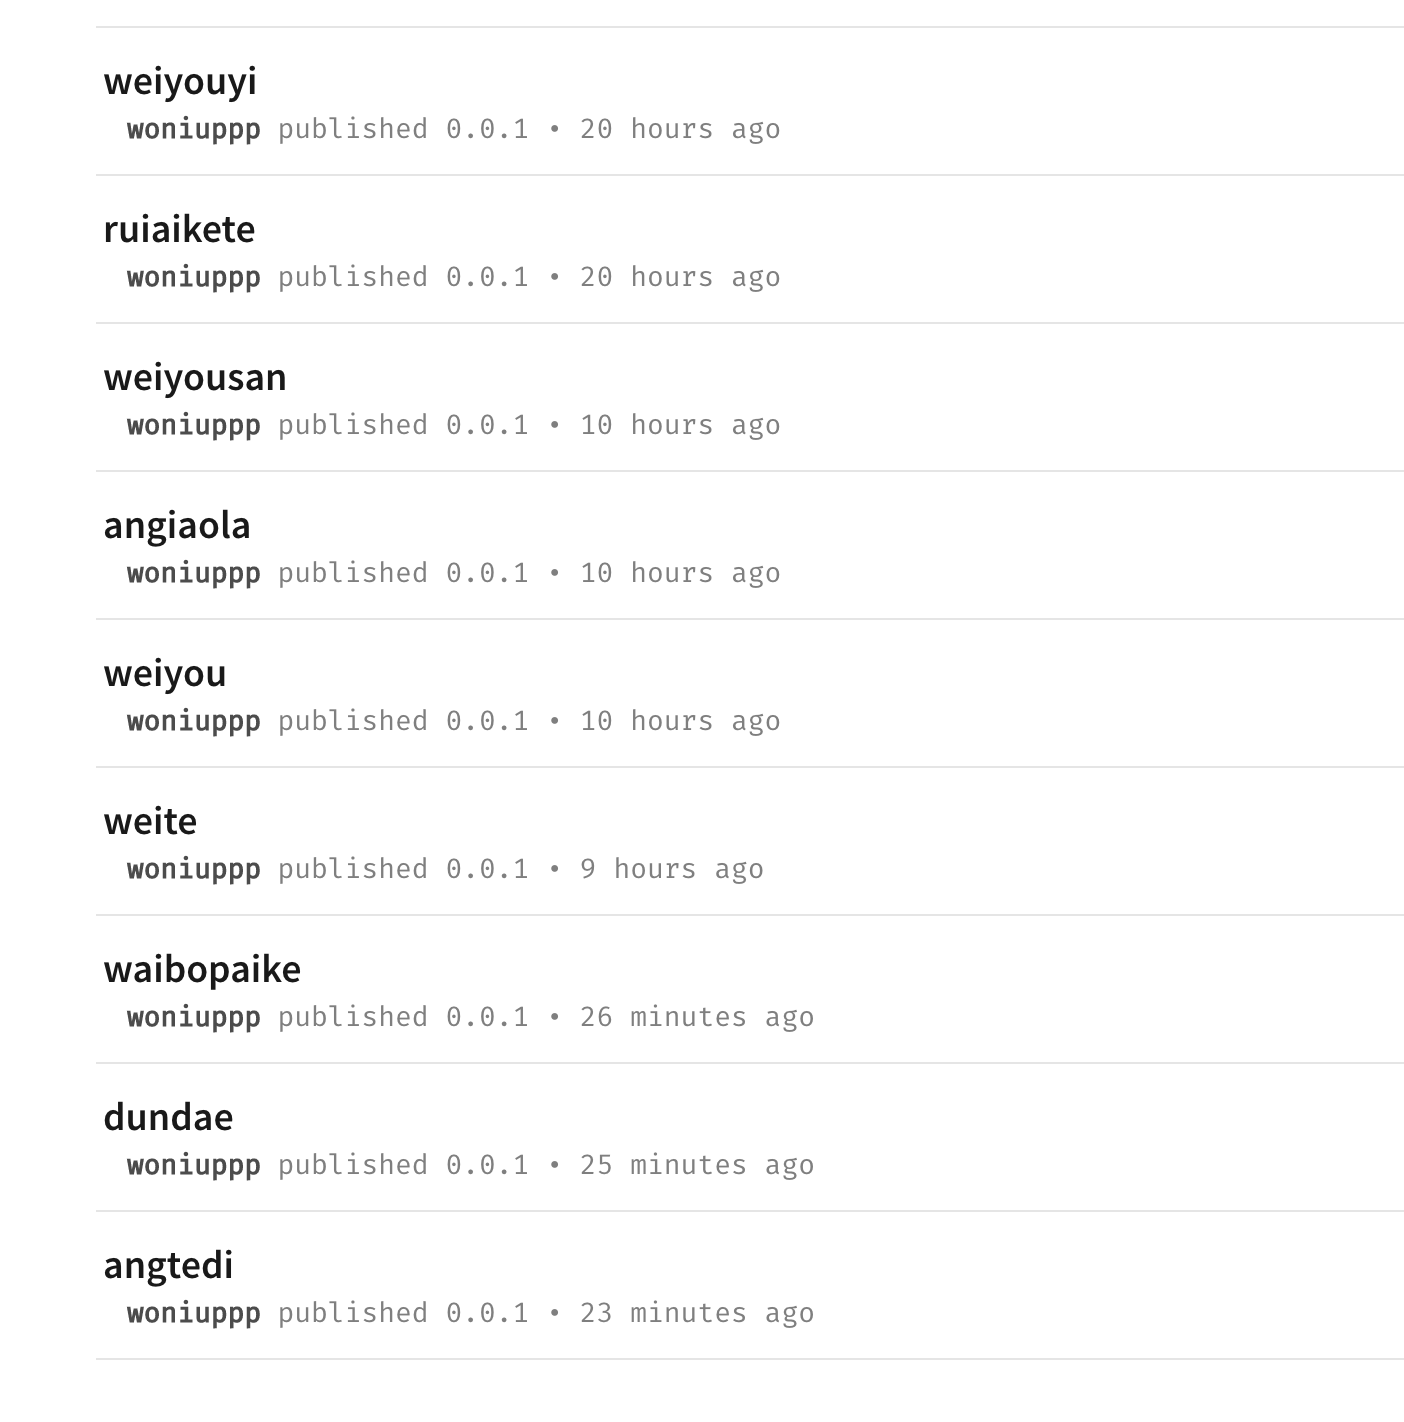 weiyouyi
woniuppp published 0.0.1 • 20 hours ago
ruiaikete
woniuppp published 0.0.1 • 20 hours ago
weiyousan
woniuppp published 0.0.1 • 10 hours ago
angiaola
woniuppp published 0.0.1 • 10 hours ago
weiyou
woniuppp published 0.0.1 • 10 hours ago
weite
woniuppp published 0.0.1 • 9 hours ago
waibopaike
woniuppp published 0.0.1 • 26 minutes ago
dundae
woniuppp published 0.0.1 • 25 minutes ago
angtedi
woniuppp published 0.0.1 • 23 minutes ago